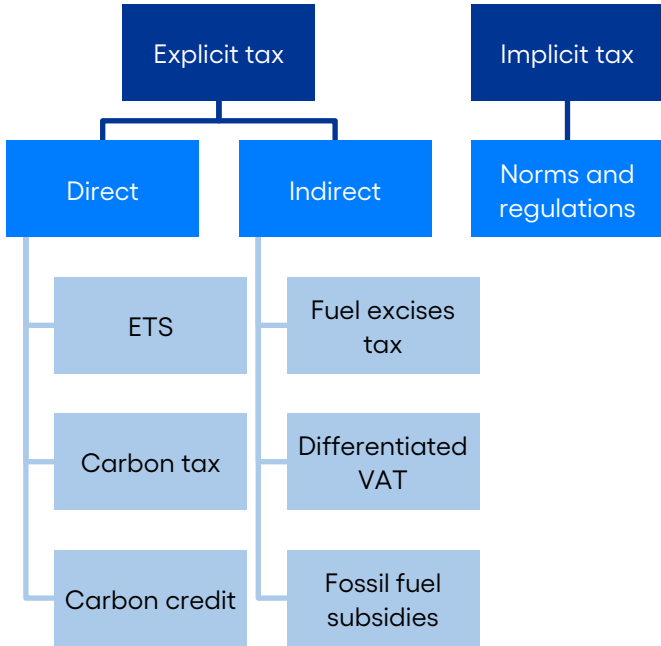 Explicit tax
Implicit tax
Direct
Indirect
Norms and
regulations
ETS
Fuel excises
tax
Carbon tax
Differentiated
VAT
Carbon credit
Fossil fuel
subsidies